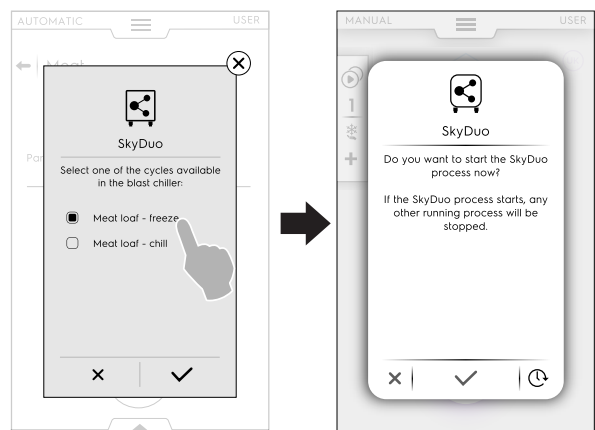 AUTOMATIC
USER
Meat
Par
SkyDuo
Select one of the cycles available
in the blast chiller:
Meat loaf - freeze
Meat loaf - chill
MANUAL
USER
1
SkyDuo
Do you want to start the SkyDuo
process now?
If the SkyDuo process starts, any
other running process will be
stopped.